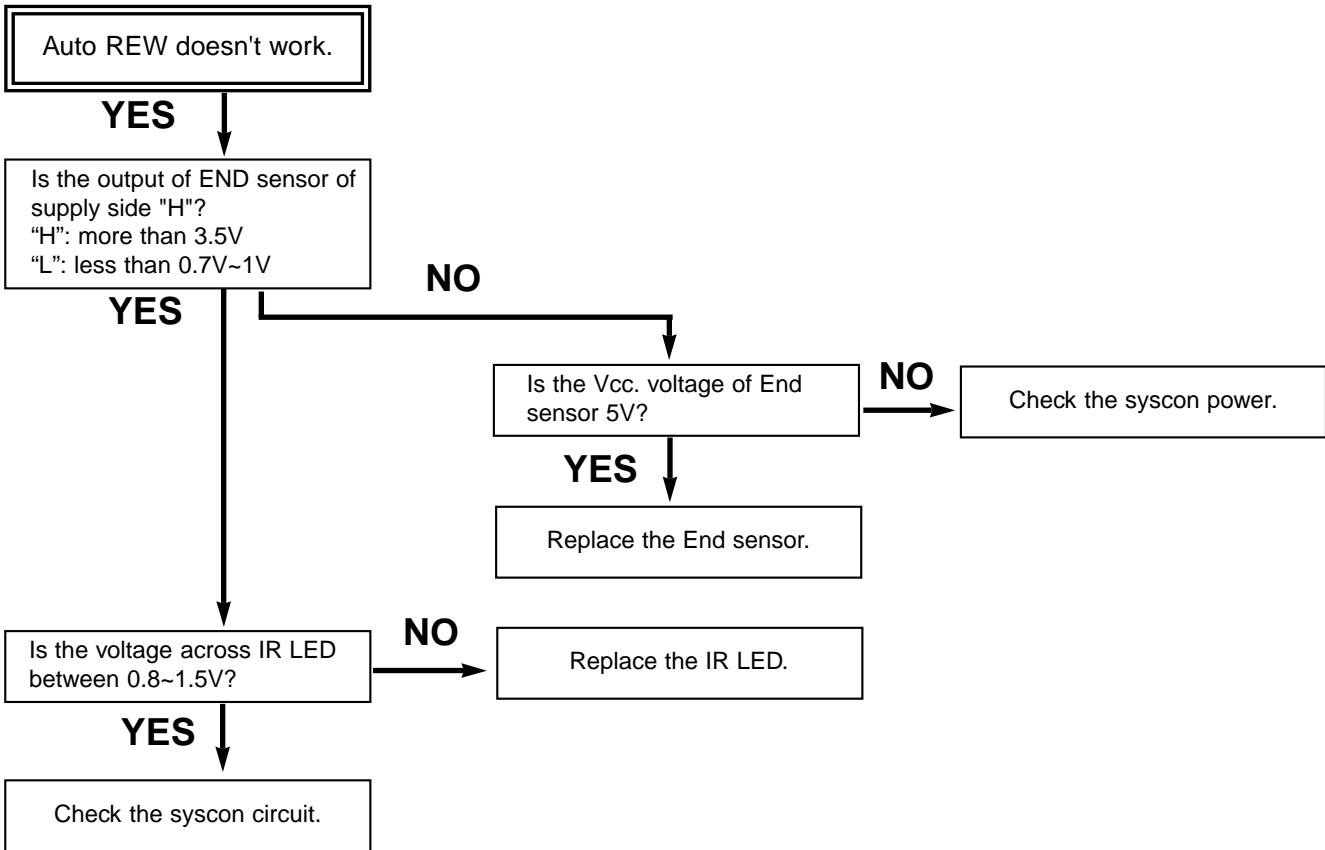 Auto REW doesn't work.
YES
Is the output of END sensor of
supply side "H"?
“H”: more than 3.5V
“L”: less than 0.7V~1V
YES
NO
Is the Vcc. voltage of End
sensor 5V?
NO
Check the syscon power.
YES
Replace the End sensor.
Is the voltage across IR LED
between 0.8~1.5V?
NO
Replace the IR LED.
YES
Check the syscon circuit.